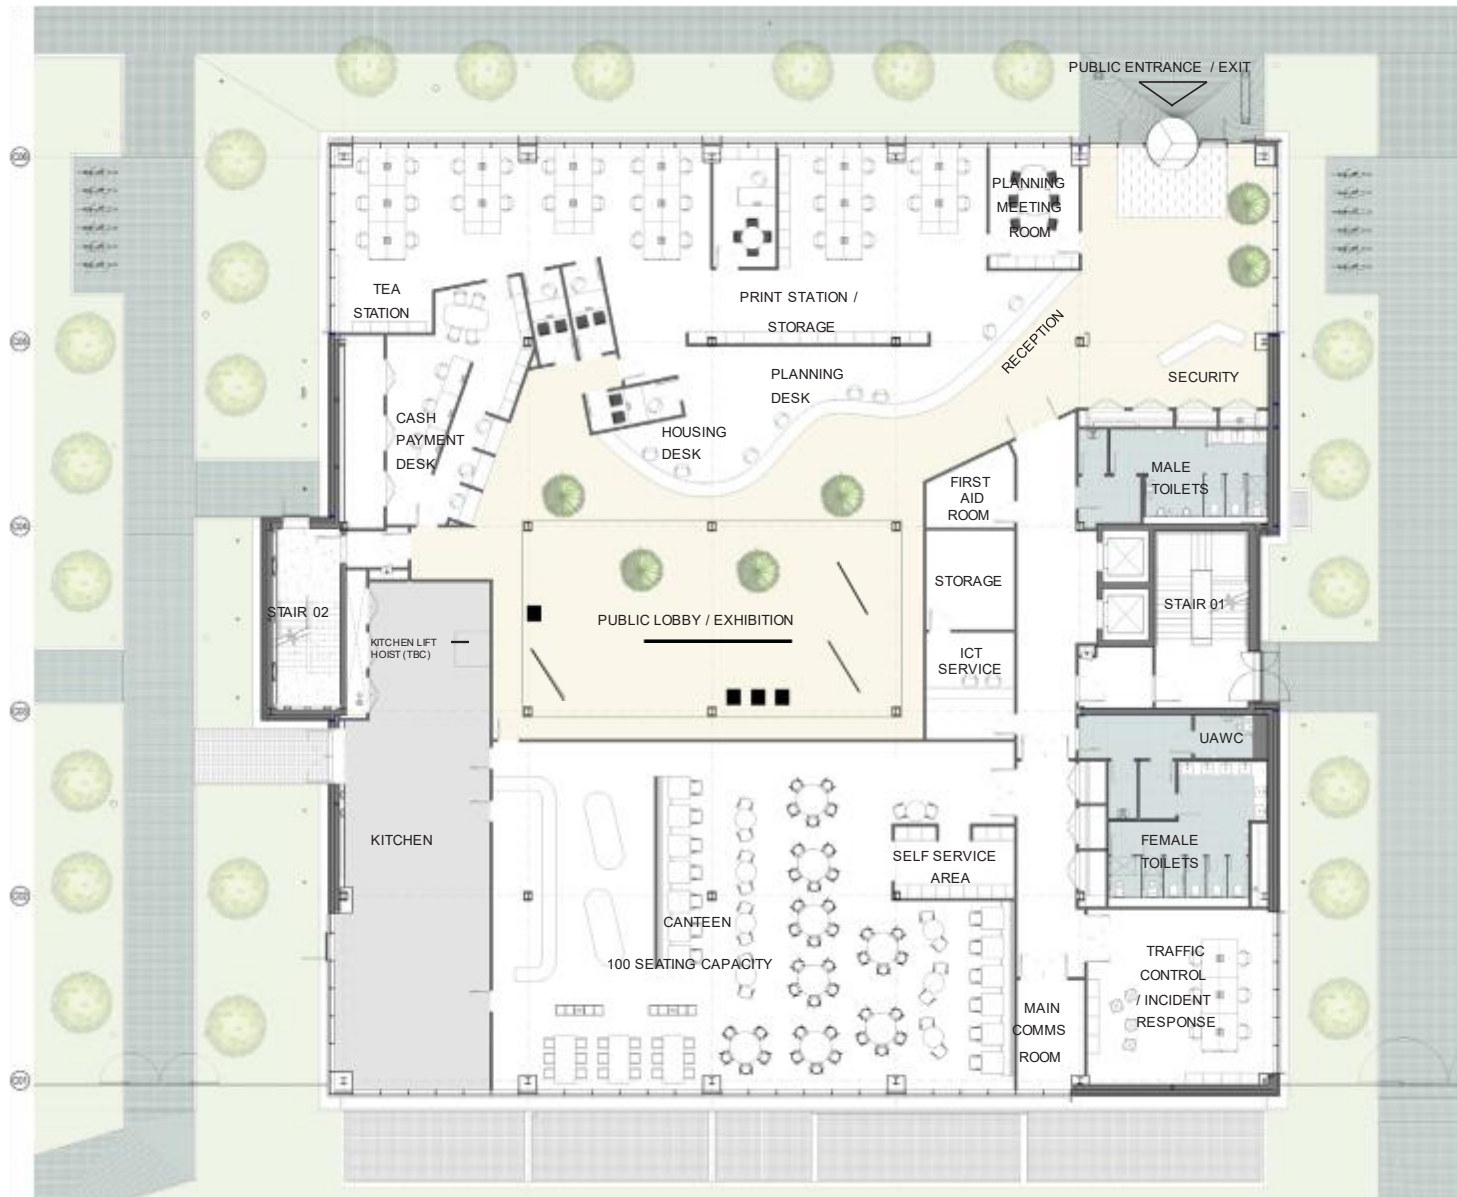 PUBLIC ENTRANCE / EXIT
PLANNING
MEETING
ROOM
TEA
STATION
PRINT STATION /
STORAGE
RECEPTION
SECURITY
PLANNING
DESK
CASH
PAYMENT
DESK
HOUSING
DESK
MALE
TOILETS
FIRST
AID
ROOM
STORAGE
STAIR 02
STAIR 01
PUBLIC LOBBY / EXHIBITION
KITCHEN LIFT
HOIST (TBC)
ICT
SERVICE
UAWC
KITCHEN
FEMALE
TOILETS
SELF SERVICE
AREA
CANTEEN
100 SEATING CAPACITY
TRAFFIC
CONTROL
/ INCIDENT
RESPONSE
MAIN
COMMS
ROOM